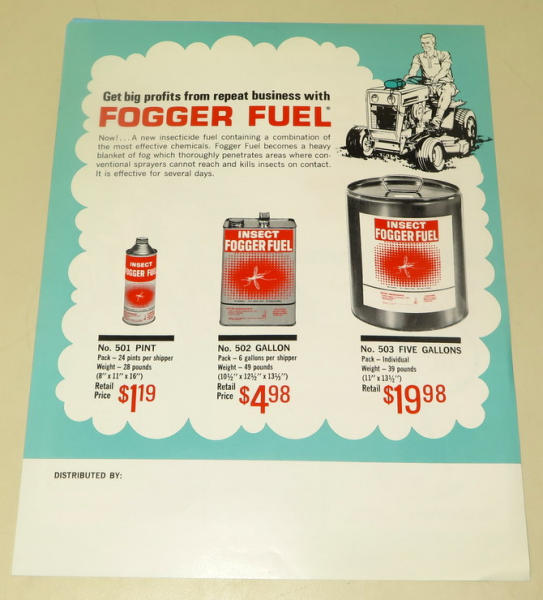 Get big profits from repeat business with
FOGGER FUEL®
Now!...A new insecticide fuel containing a combination of
the most effective chemicals. Fogger Fuel becomes a heavy
blanket of fog which thoroughly penetrates areas where con-
ventional sprayers cannot reach and kills insects on contact.
It is effective for several days.
INSECT
FOGGER FUEL
INSECT
FOGGER FUEL
INSECT
FOGGER FUEL
No. 501 PINT
Pack – 24 pints per shipper
Weight – 28 pounds
(8" x 11" x 16")
Retail
Price $1.19
No. 502 GALLON
Pack – 6 gallons per shipper
Weight – 49 pounds
(10½" x 12½" x 13½")
Retail
Price $4.98
No. 503 FIVE GALLONS
Pack – Individual
Weight – 39 pounds
(11" x 13½")
Retail
Price $19.98
DISTRIBUTED BY: